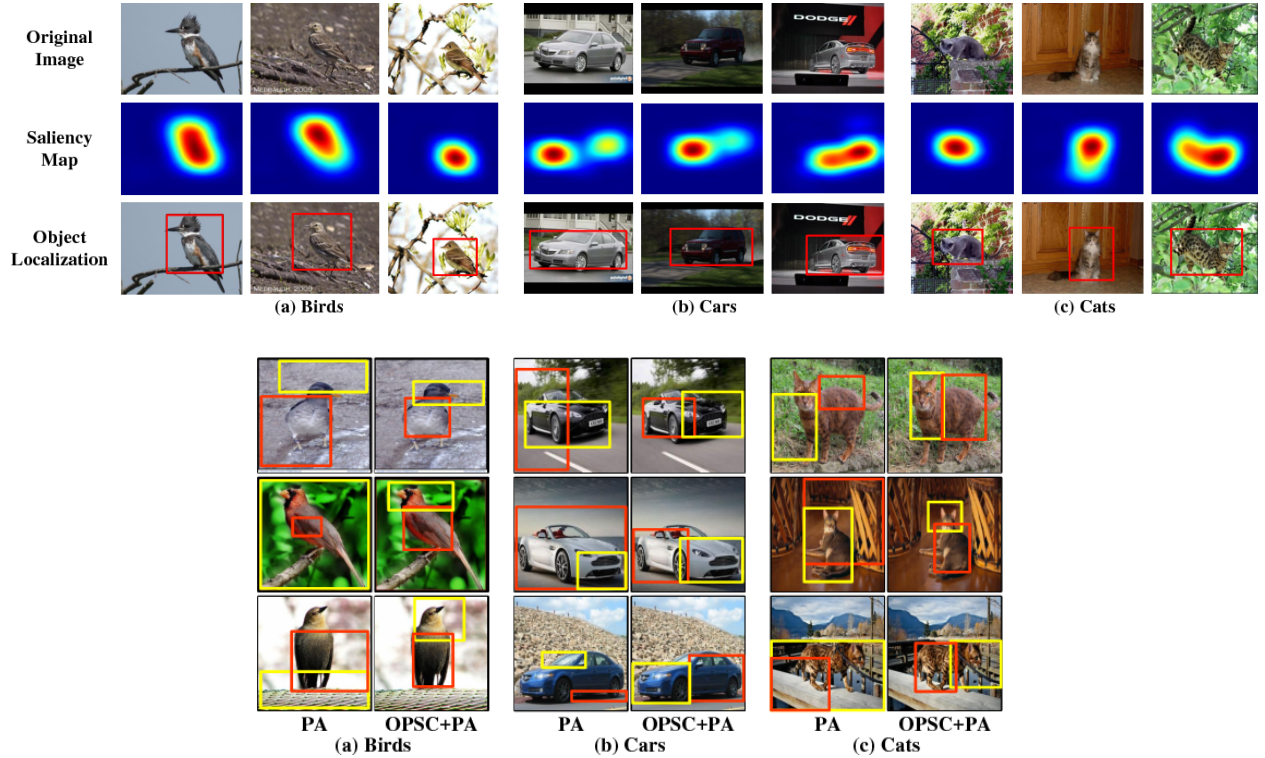 Original
Image
DODGE
Saliency
Map
Object
Localization
DODGE
(a) Birds
(b) Cars
(c) Cats
PA
OPSC+PA
PA
OPSC+PA
PA
OPSC+PA
(a) Birds
(b) Cars
(c) Cats